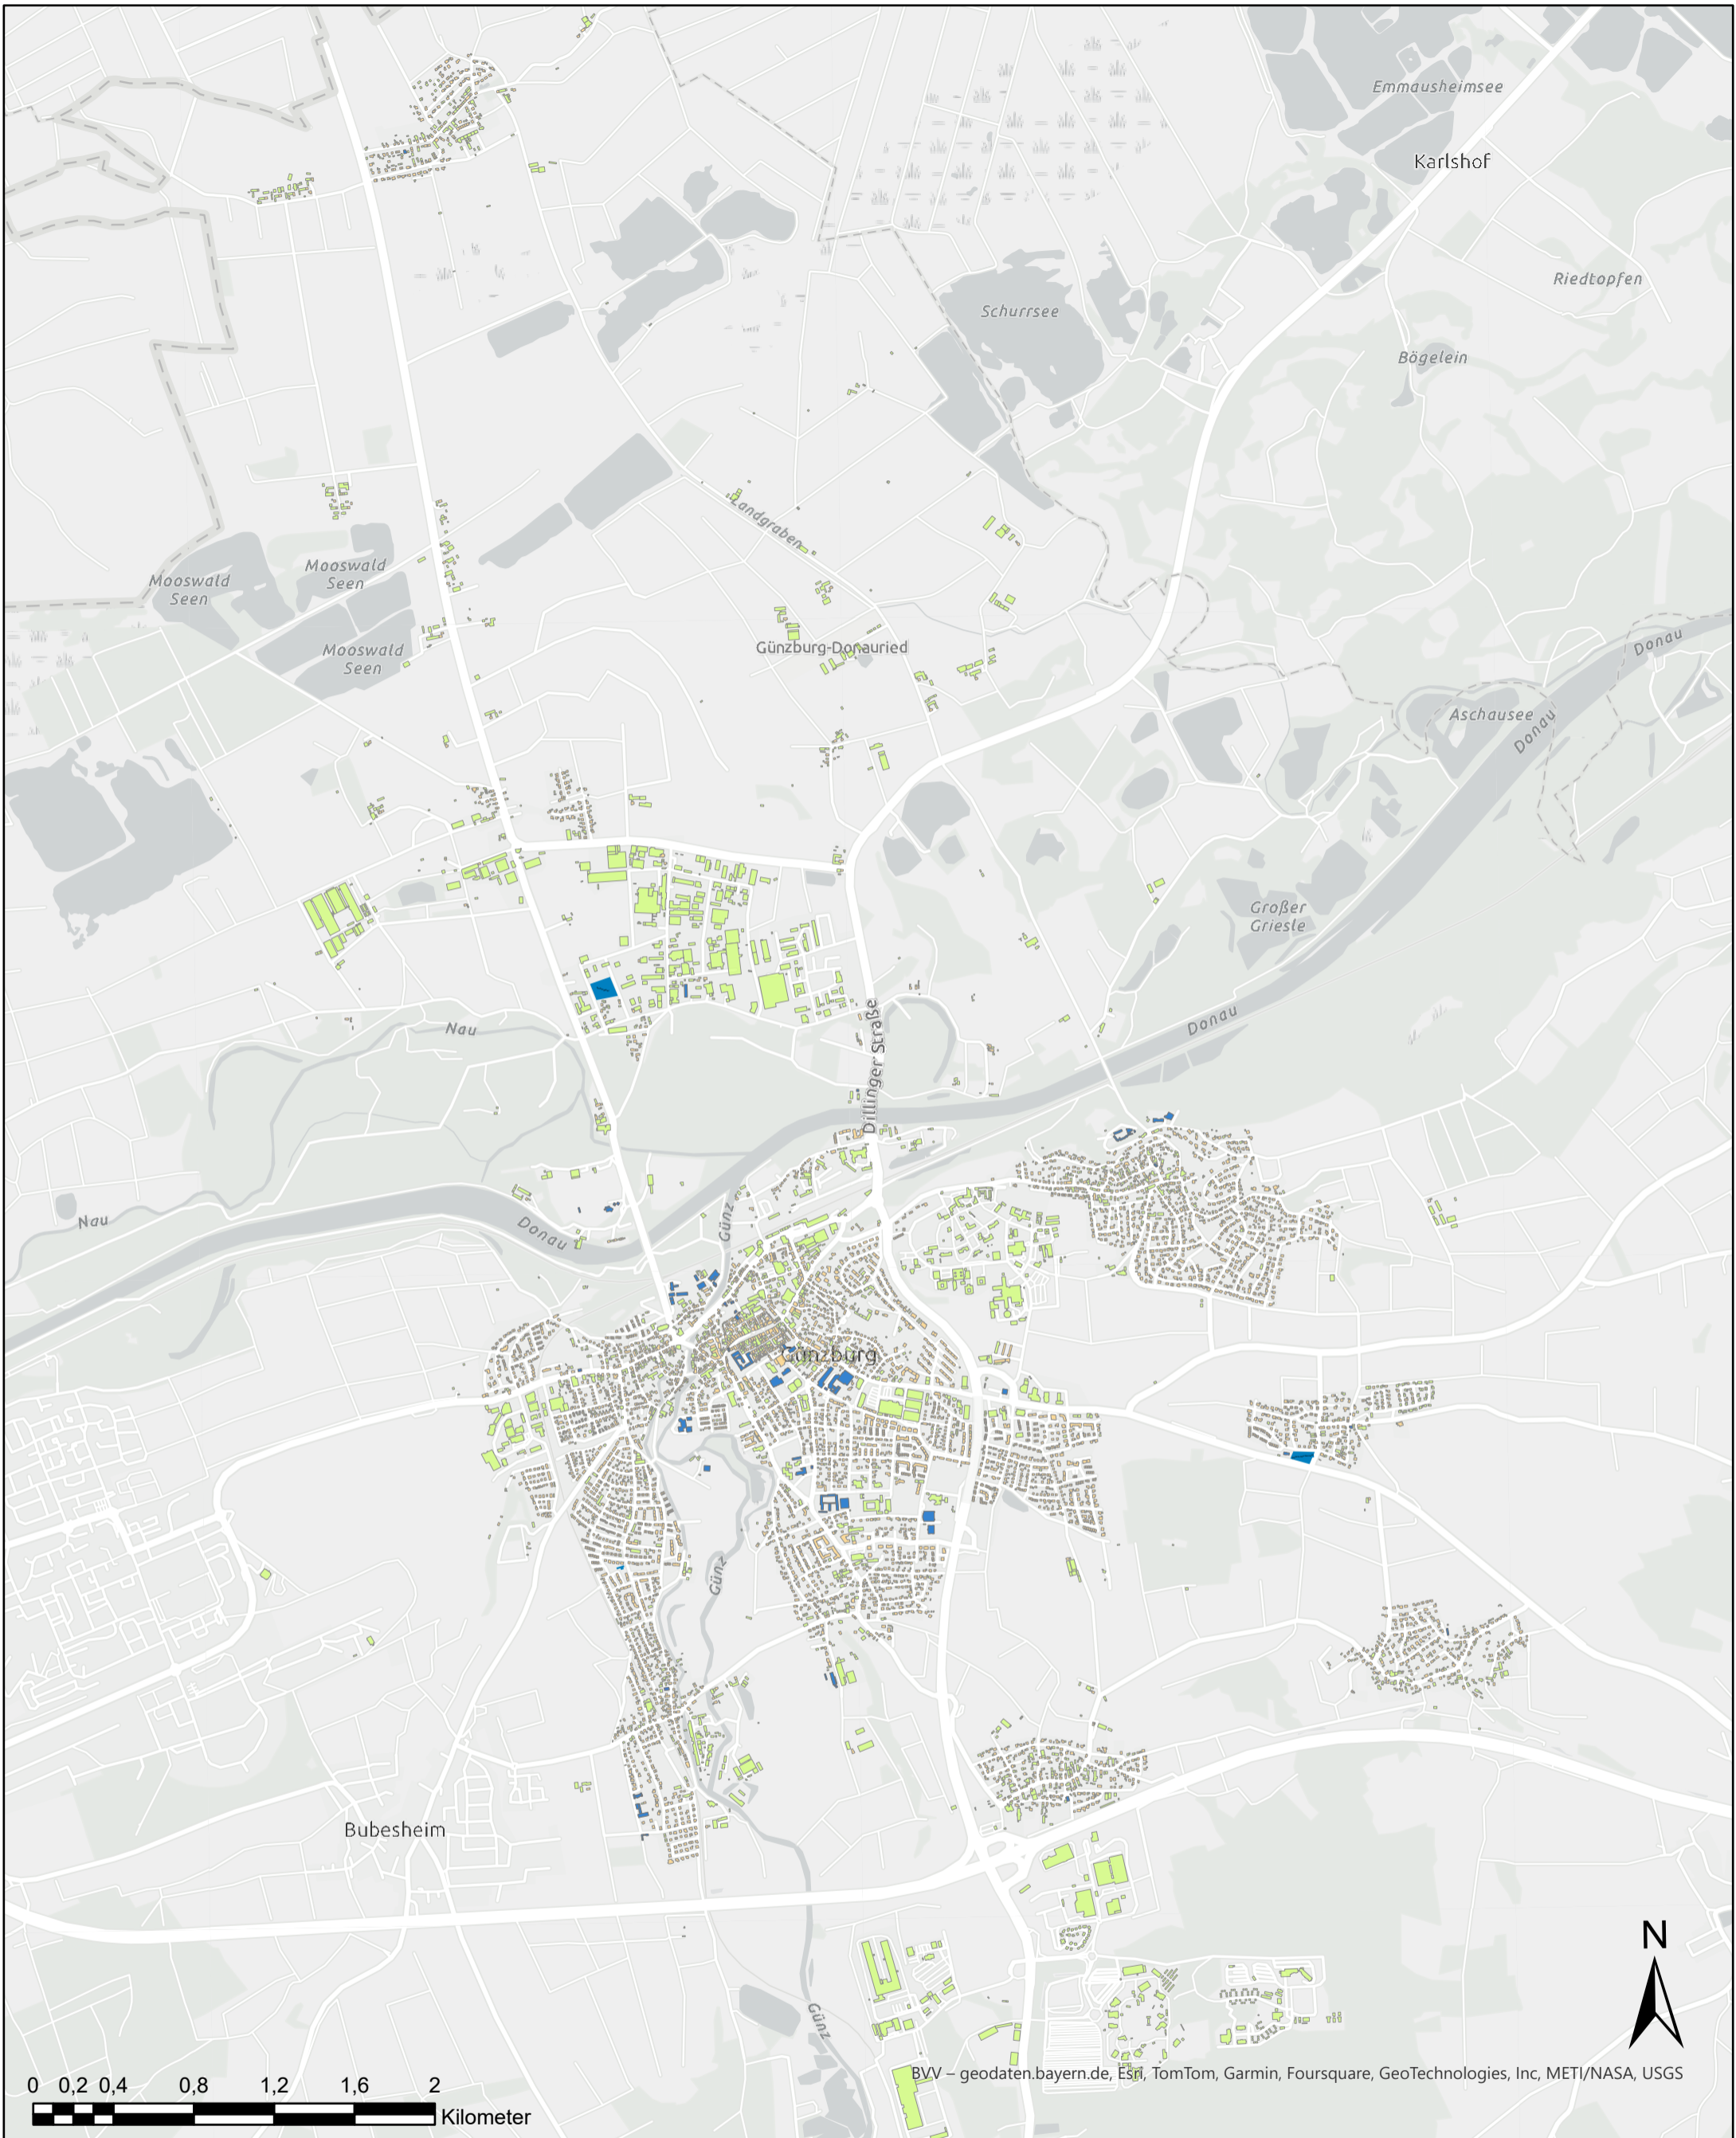 Emmausheimsee
Karlshof
Riedtopfen
Schurrsee
Bögelein
Landgraben
Mooswald
Seen
Mooswald
Seen
Mooswald
Seen
Günzburg-Donauried
Donau
Aschausee
Donau
Großer
Griesle
Nau
Dillinger Straße
Donau
Nau
Donau
Günz
Günzburg
Günz
Bubesheim
Günz
N
BVV – geodaten.bayern.de, Esri, TomTom, Garmin, Foursquare, GeoTechnologies, Inc, METI/NASA, USGS
0 0,2 0,4 0,8 1,2 1,6 2
Kilometer